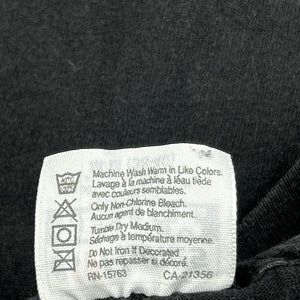 Machine Wash Warm in Like Colors.
Lavage à la machine à léau tiède
avec couleurs semblables.
Only Non-Chlorine Bleach.
Aucun agent de blanchiment.
Tumble Dry Medium.
Séchage à température moyenne.
Do Not Iron If Decorated
Ne pas repasser si décoré.
RN-15763 CA-21356